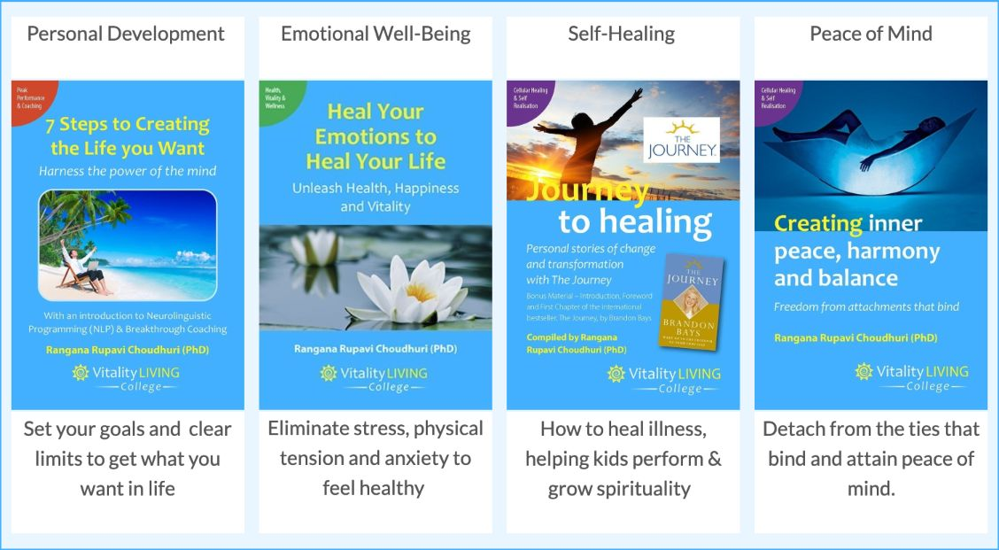 Personal Development
Peak
Performance
& Coaching
7 Steps to Creating
the Life you Want
Harness the power of the mind
With an introduction to Neurolinguistic
Programming (NLP) & Breakthrough Coaching
Rangana Rupavi Choudhuri (PhD)
Vitality LIVING
College
Set your goals and clear
limits to get what you
want in life
Emotional Well-Being
Health,
Vitality &
Wellness
Heal Your
Emotions to
Heal Your Life
Unleash Health, Happiness
and Vitality
Rangana Rupavi Choudhuri (PhD)
Vitality LIVING
College
Eliminate stress, physical
tension and anxiety to
feel healthy
Self-Healing
Cellular Healing
& Self
Realisation
THE
JOURNEY
Journey
to healing
Personal stories of change
and transformation
with The Journey
Bonus Material – Introduction, Foreword
and First Chapter of the international
bestseller, The Journey, by Brandon Bays
THE
JOURNEY
BRANDON
BAYS
Compiled by Rangana
Rupavi Choudhuri (PhD)
Vitality LIVING
College
How to heal illness,
helping kids perform &
grow spirituality
Peace of Mind
Cellular Healing
& Self
Realisation
Creating inner
peace, harmony
and balance
Freedom from attachments that bind
Rangana Rupavi Choudhuri (PhD)
Vitality LIVING
College
Detach from the ties that
bind and attain peace of
mind.